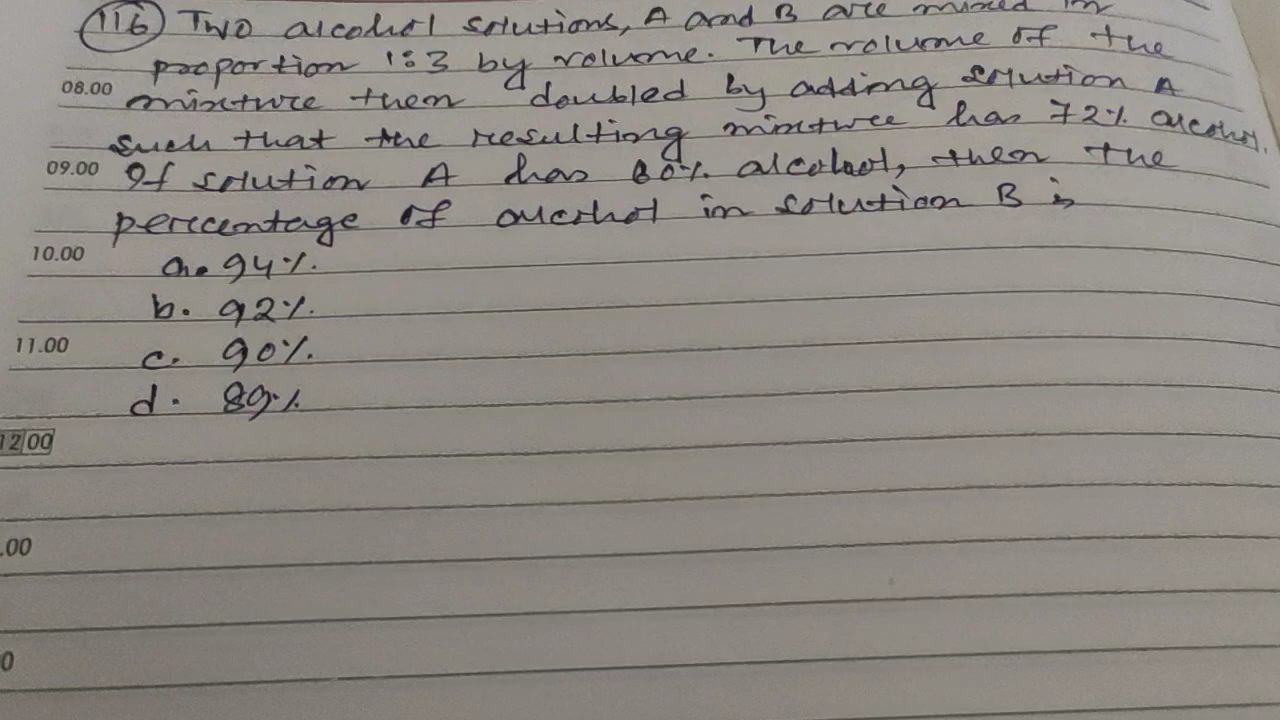 116 Two alcohol solutions, A and B are mixed in
proportion 1:3 by volume. The volume of the
08.00 mixture then doubled by adding solution A
such that the resulting mixture has 72% alcohol.
09.00 If solution A has 60% alcohol, then the
percentage of alcohol in solution B is
10.00 a. 94%.
b. 92%.
11.00 c. 90%.
d. 89%.
12.00
.00
0